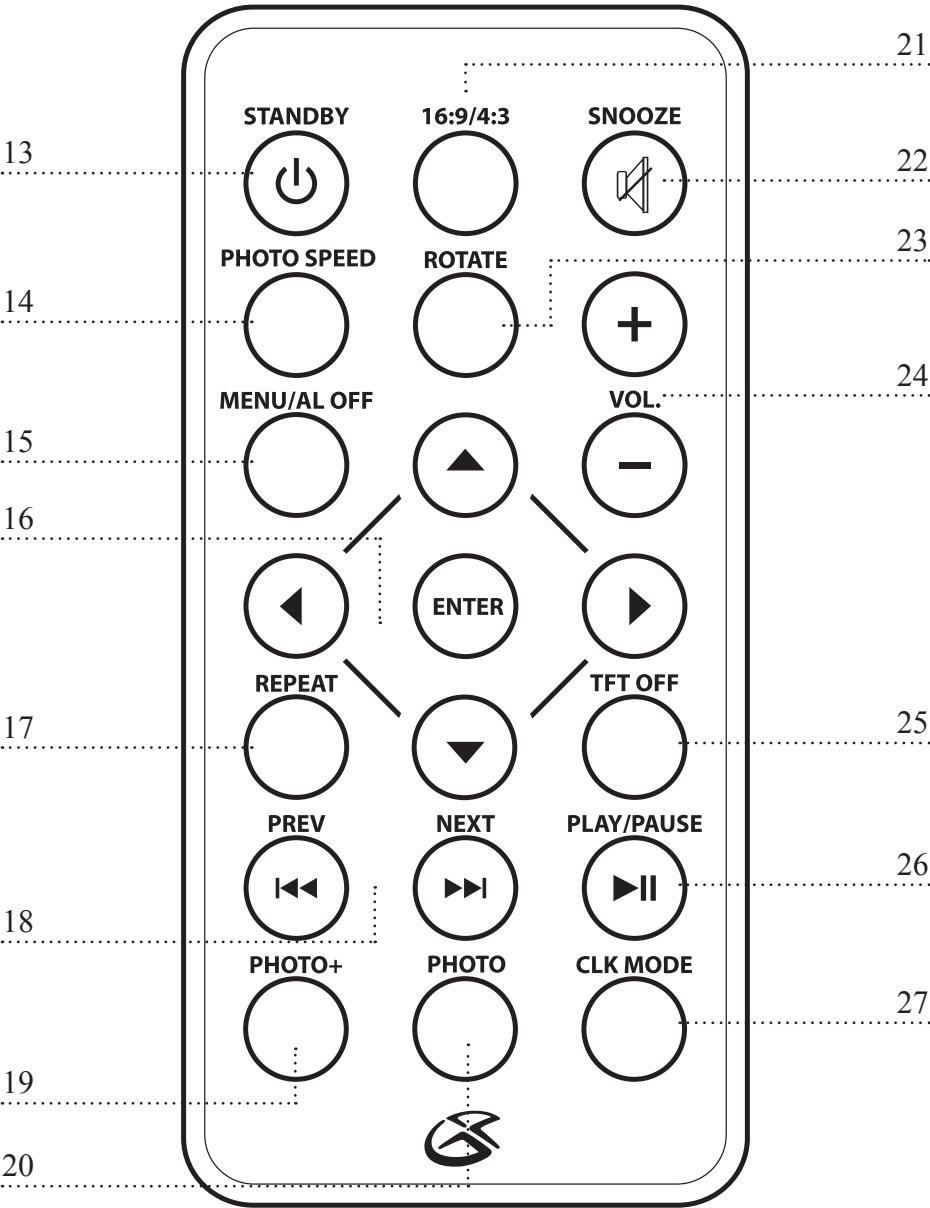 21
STANDBY 16:9/4:3 SNOOZE
13
22
23
PHOTO SPEED ROTATE
14
24
MENU/AL OFF VOL.
15
16
ENTER
REPEAT TFT OFF
17
25
PREV NEXT PLAY/PAUSE
26
18
PHOTO+ PHOTO CLK MODE
27
19
20